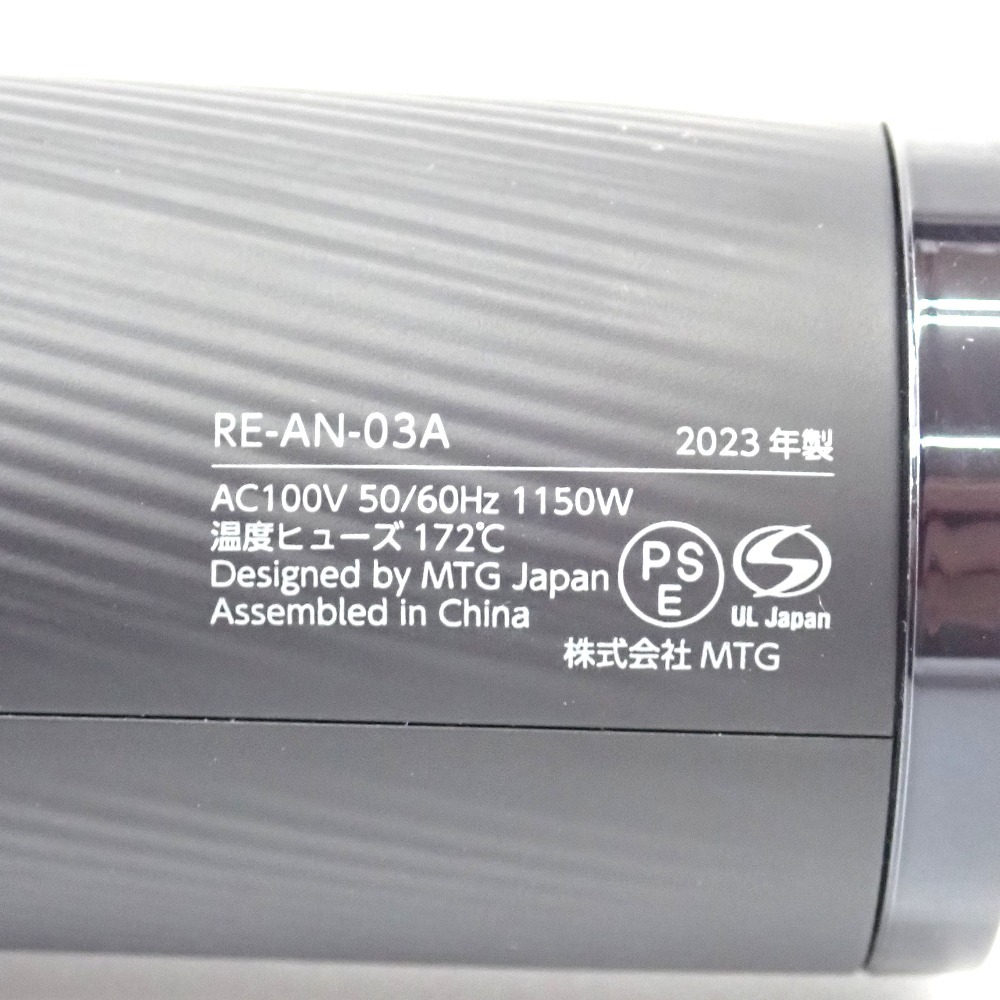 RE-AN-03A 2023 年製
AC100V 50/60Hz 1150W
温度ヒューズ 172℃
Designed by MTG Japan
Assembled in China
PS
E
UL Japan
株式会社 MTG